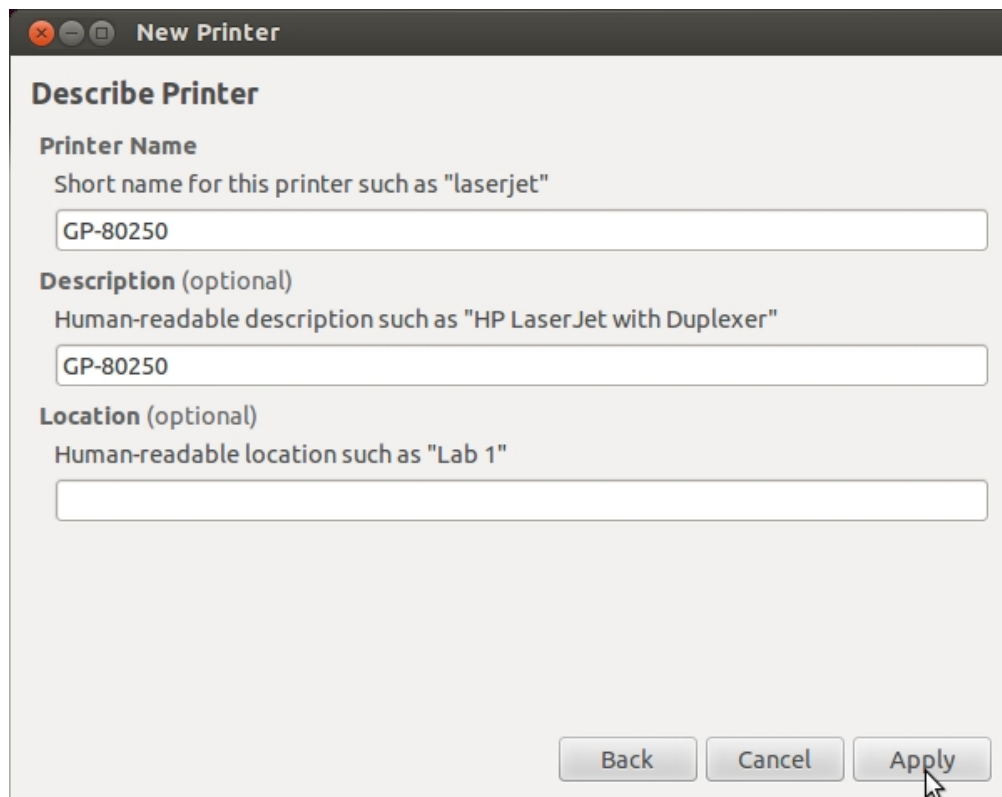 New Printer
Describe Printer
Printer Name
Short name for this printer such as "laserjet"
GP-80250
Description (optional)
Human-readable description such as "HP LaserJet with Duplexer"
GP-80250
Location (optional)
Human-readable location such as "Lab 1"
Back Cancel Apply